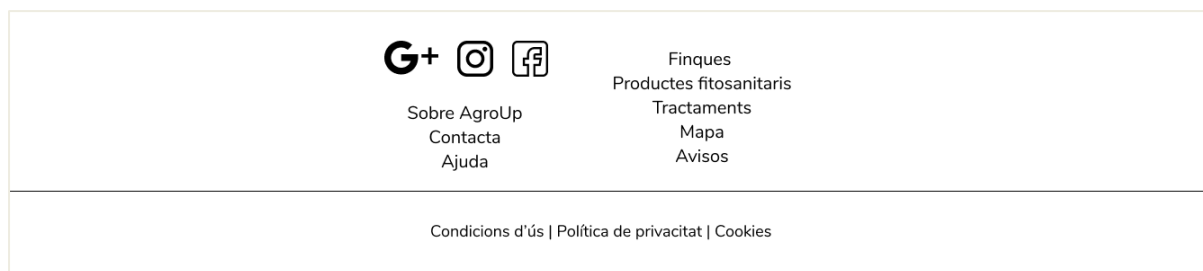 G+
Sobre AgroUp
Contacta
Ajuda
Finques
Productes fitosanitaris
Tractaments
Mapa
Avisos
Condicions d’ús | Política de privacitat | Cookies